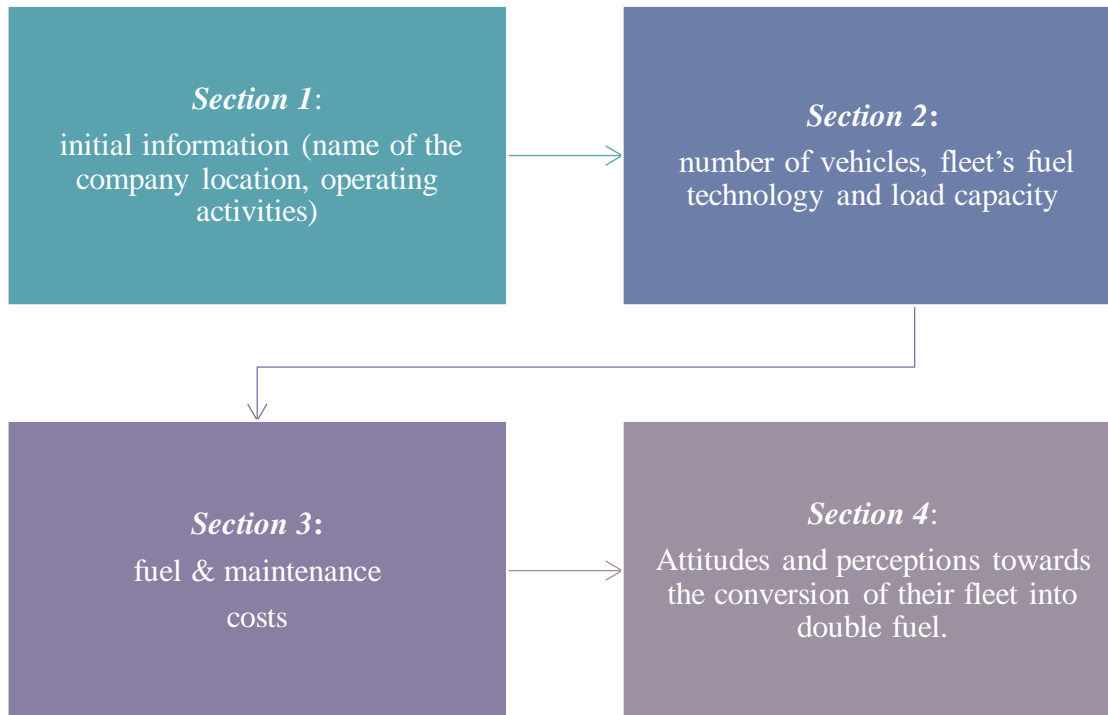 Section 1:
initial information (name of the
company location, operating
activities)
Section 2:
number of vehicles, fleet's fuel
technology and load capacity
Section 3:
fuel & maintenance
costs
Section 4:
Attitudes and perceptions towards
the conversion of their fleet into
double fuel.